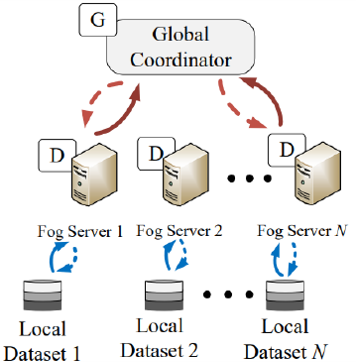 G
Global
Coordinator
D
D
D
Fog Server 1
Fog Server 2
Fog Server N
Local
Dataset 1
Local
Dataset 2
Local
Dataset N